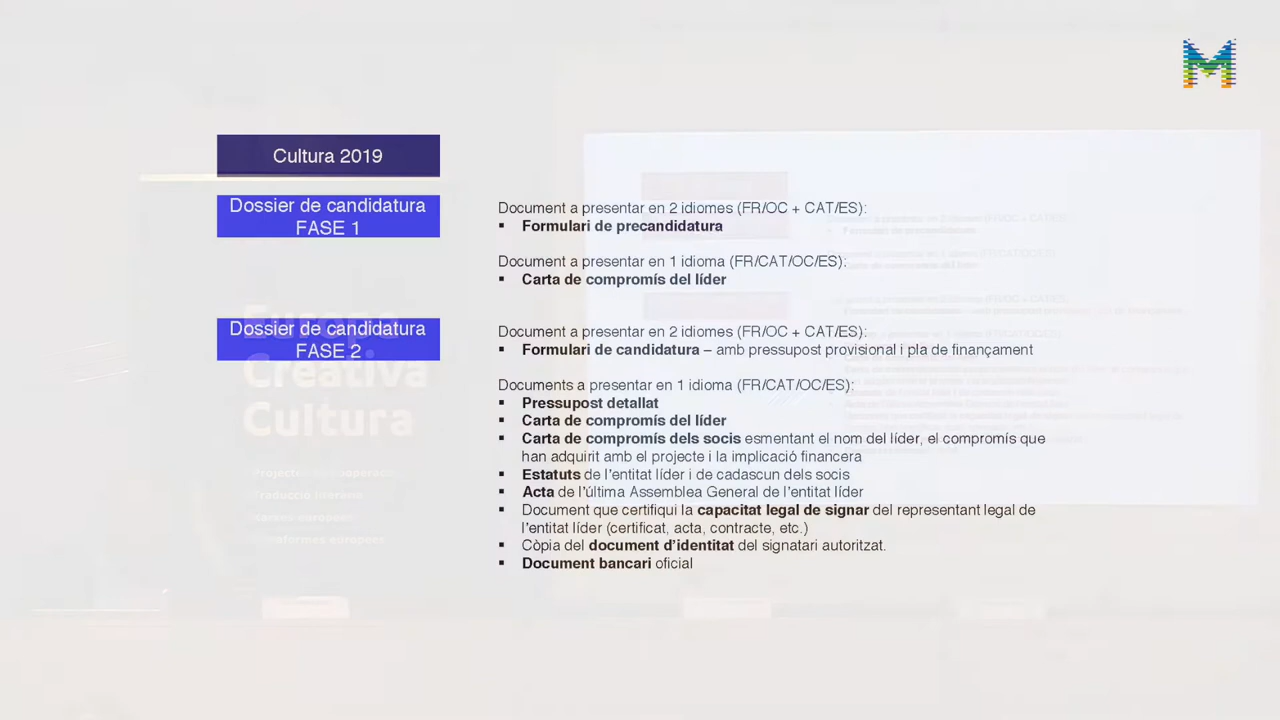 Cultura 2019
Dossier de candidatura
FASE 1
Document a presentar en 2 idiomes (FR/OC + CAT/ES):
▪ Formulari de precandidatura
Document a presentar en 1 idioma (FR/CAT/OC/ES):
▪ Carta de compromís del líder
Dossier de candidatura
FASE 2
Document a presentar en 2 idiomes (FR/OC + CAT/ES):
▪ Formulari de candidatura – amb pressupost provisional i pla de finançament
Documents a presentar en 1 idioma (FR/CAT/OC/ES):
▪ Pressupost detallat
▪ Carta de compromís del líder
▪ Carta de compromís dels socis esmentant el nom del líder, el compromís que
han adquirit amb el projecte i la implicació financera
▪ Estatuts de l'entitat líder i de cadascun dels socis
▪ Acta de l'última Assemblea General de l'entitat líder
▪ Document que certifiqui la capacitat legal de signar del representant legal de
l'entitat líder (certificat, acta, contracte, etc.)
▪ Còpia del document d'identitat del signatari autoritzat.
▪ Document bancari oficial
Europa
Creativa
Cultura
M